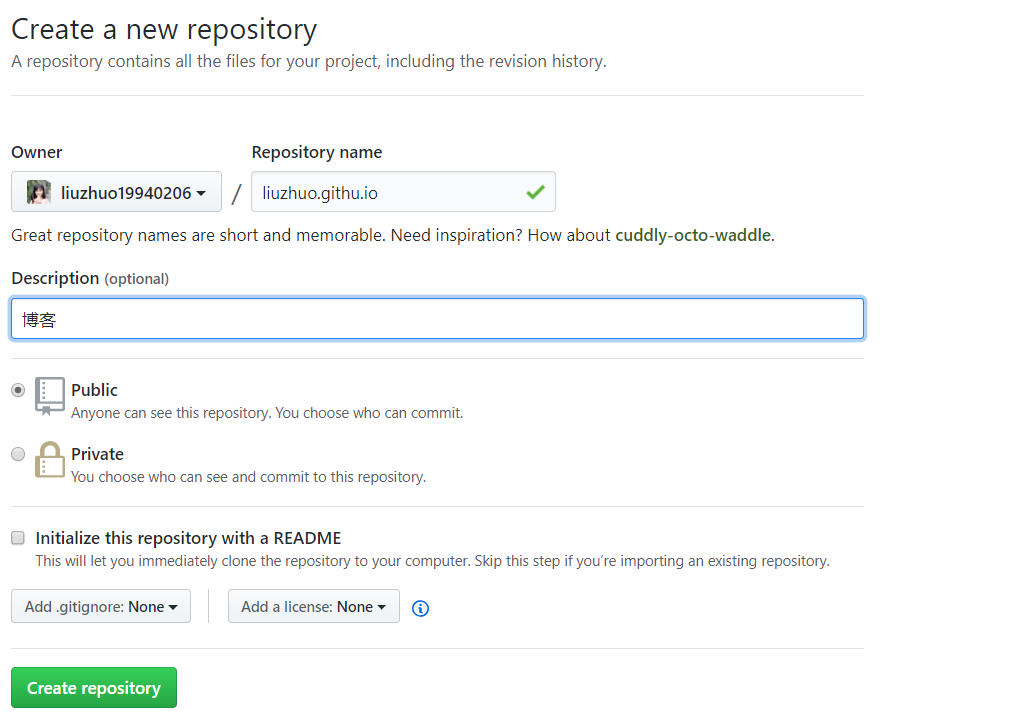 Create a new repository
A repository contains all the files for your project, including the revision history.
Owner
Repository name
liuzhuo19940206 / liuzhuo.githu.io
Great repository names are short and memorable. Need inspiration? How about cuddly-octo-waddle.
Description (optional)
博客
Public
Anyone can see this repository. You choose who can commit.
Private
You choose who can see and commit to this repository.
Initialize this repository with a README
This will let you immediately clone the repository to your computer. Skip this step if you’re importing an existing repository.
Add .gitignore: None
Add a license: None
Create repository